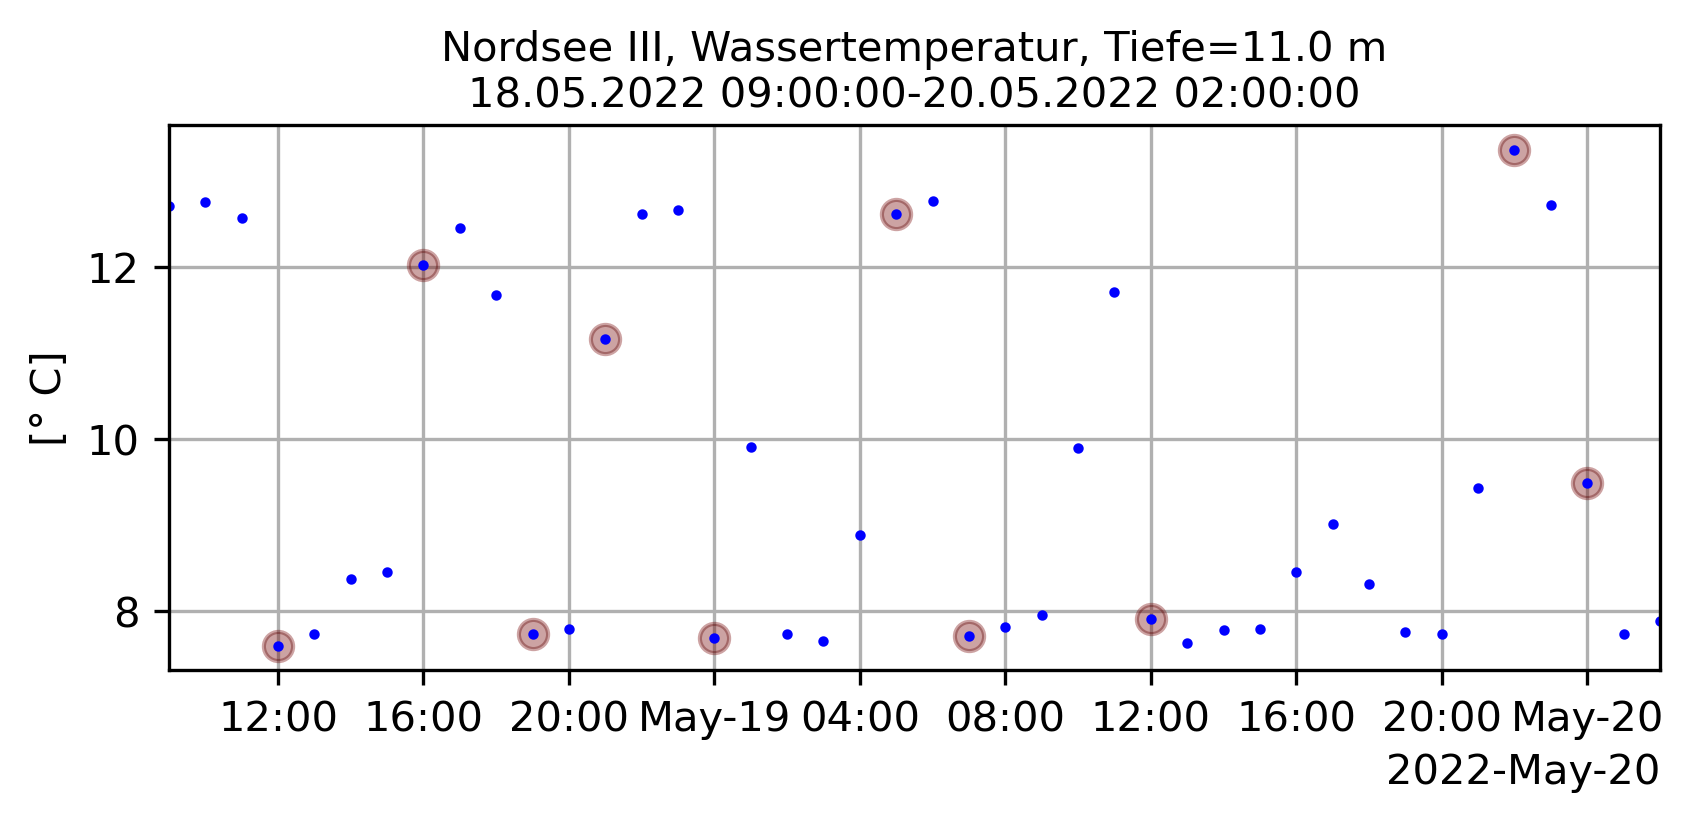 Nordsee III, Wassertemperatur, Tiefe=11.0 m
18.05.2022 09:00:00-20.05.2022 02:00:00
[° C]
12
10
8
12:00 16:00 20:00 May-19 04:00 08:00 12:00 16:00 20:00 May-20
2022-May-20